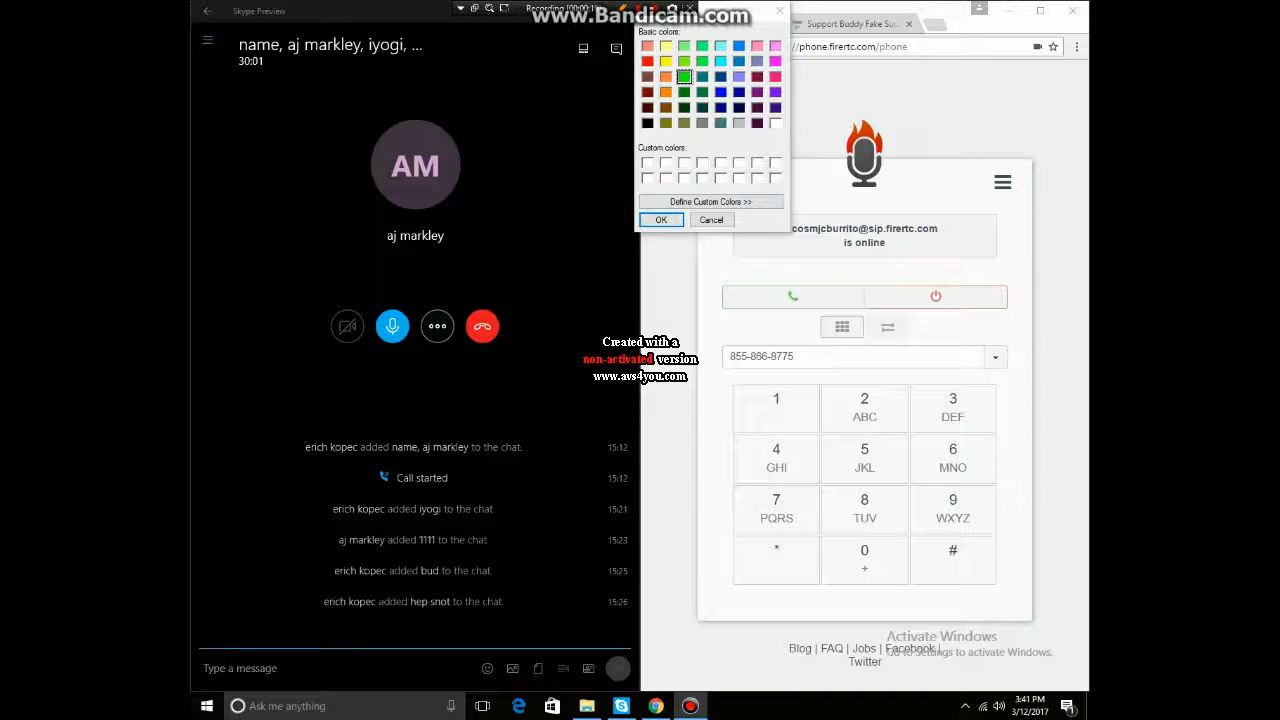 Skype Preview
Recording [00:00:1
www.Bandicam.com
name, aj markley, iyogi, ...
30:01
AM
aj markley
erich kopec added name, aj markley to the chat.
15:12
Call started
15:12
erich kopec added iyogi to the chat
15:21
aj markley added 1111 to the chat
15:23
erich kopec added bud to the chat.
15:25
erich kopec added hep snot to the chat.
15:26
Type a message
Basic colors:
Custom colors:
Define Custom Colors >>
OK
Cancel
Created with a
non-activated version
www.avs4you.com
Support Buddy Fake Su
//phone.firertc.com/phone
cosmjcburrito@sip.firertc.com
is online
855-866-8775
1
2
ABC
3
DEF
4
GHI
5
JKL
6
MNO
7
PQRS
8
TUV
9
WXYZ
*
0
+
#
Activate Windows
Go to Settings to activate Windows.
Blog | FAQ | Jobs | Facebook |
Twitter
Ask me anything
3:41 PM
3/12/2017